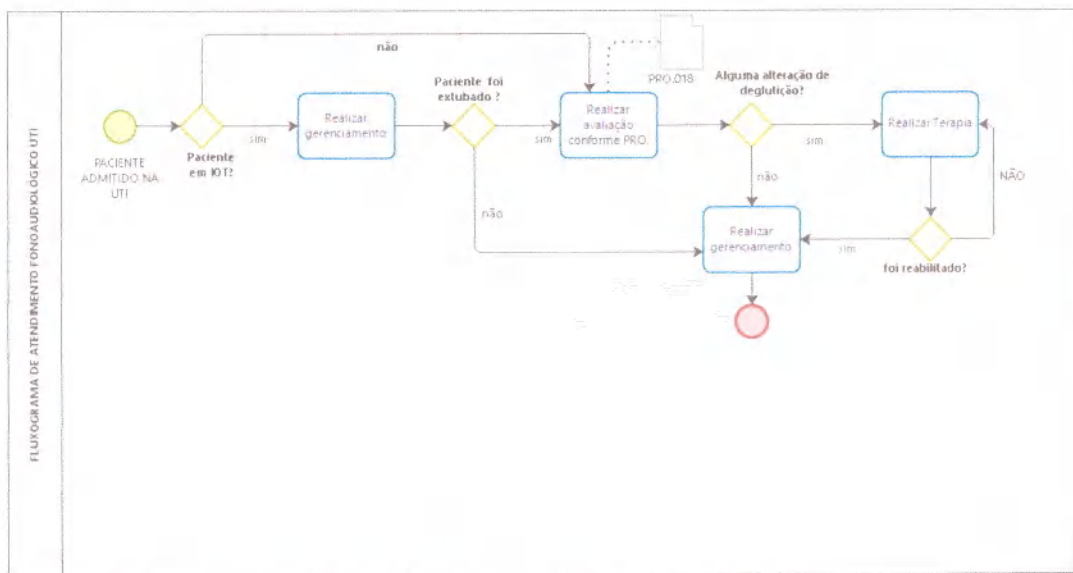 FLUXOGRAMA DE ATENDIMENTO FONOAUDIOLÓGICO UTI
PACIENTE
ADMITIDO NA
UTI
Paciente
em IOT?
não
sim
Realizar
gerenciamento
Paciente foi
extubado ?
sim
não
Realizar
avaliação
conforme PRO.
PRO.018
Alguma alteração de
deglutição?
sim
não
Realizar Terapia
NÃO
foi reabilitado?
sim
Realizar
gerenciamento